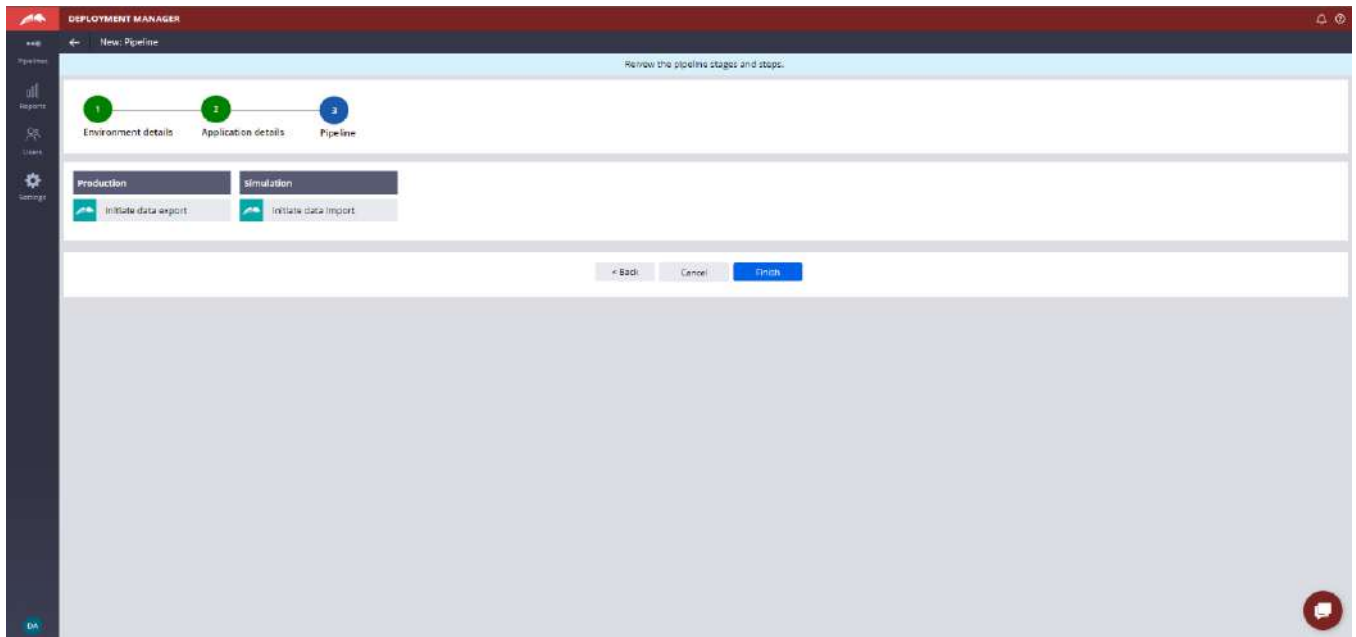 DEPLOYMENT MANAGER
New: Pipeline
Pipelines
Review the pipeline stages and steps.
Reports
1
2
3
Environment details
Application details
Pipeline
Users
Settings
Production
Simulation
Initiate data export
Initiate data import
< Back
Cancel
Finish
DA